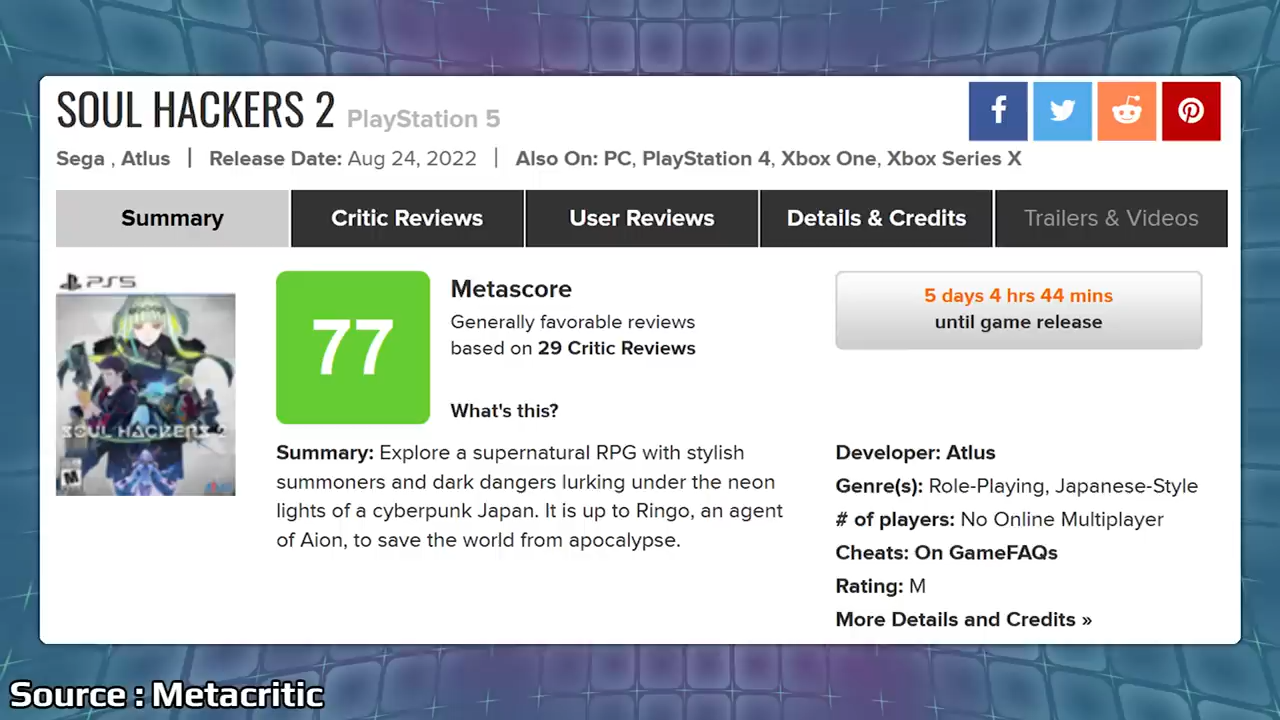 SOUL HACKERS 2 PlayStation 5
Sega , Atlus | Release Date: Aug 24, 2022 | Also On: PC, PlayStation 4, Xbox One, Xbox Series X
Summary Critic Reviews User Reviews Details & Credits Trailers & Videos
PS5
SOUL HACKERS 2
M
77
Metascore
Generally favorable reviews
based on 29 Critic Reviews
What's this?
5 days 4 hrs 44 mins
until game release
Summary: Explore a supernatural RPG with stylish
summoners and dark dangers lurking under the neon
lights of a cyberpunk Japan. It is up to Ringo, an agent
of Aion, to save the world from apocalypse.
Developer: Atlus
Genre(s): Role-Playing, Japanese-Style
# of players: No Online Multiplayer
Cheats: On GameFAQs
Rating: M
More Details and Credits »
Source : Metacritic